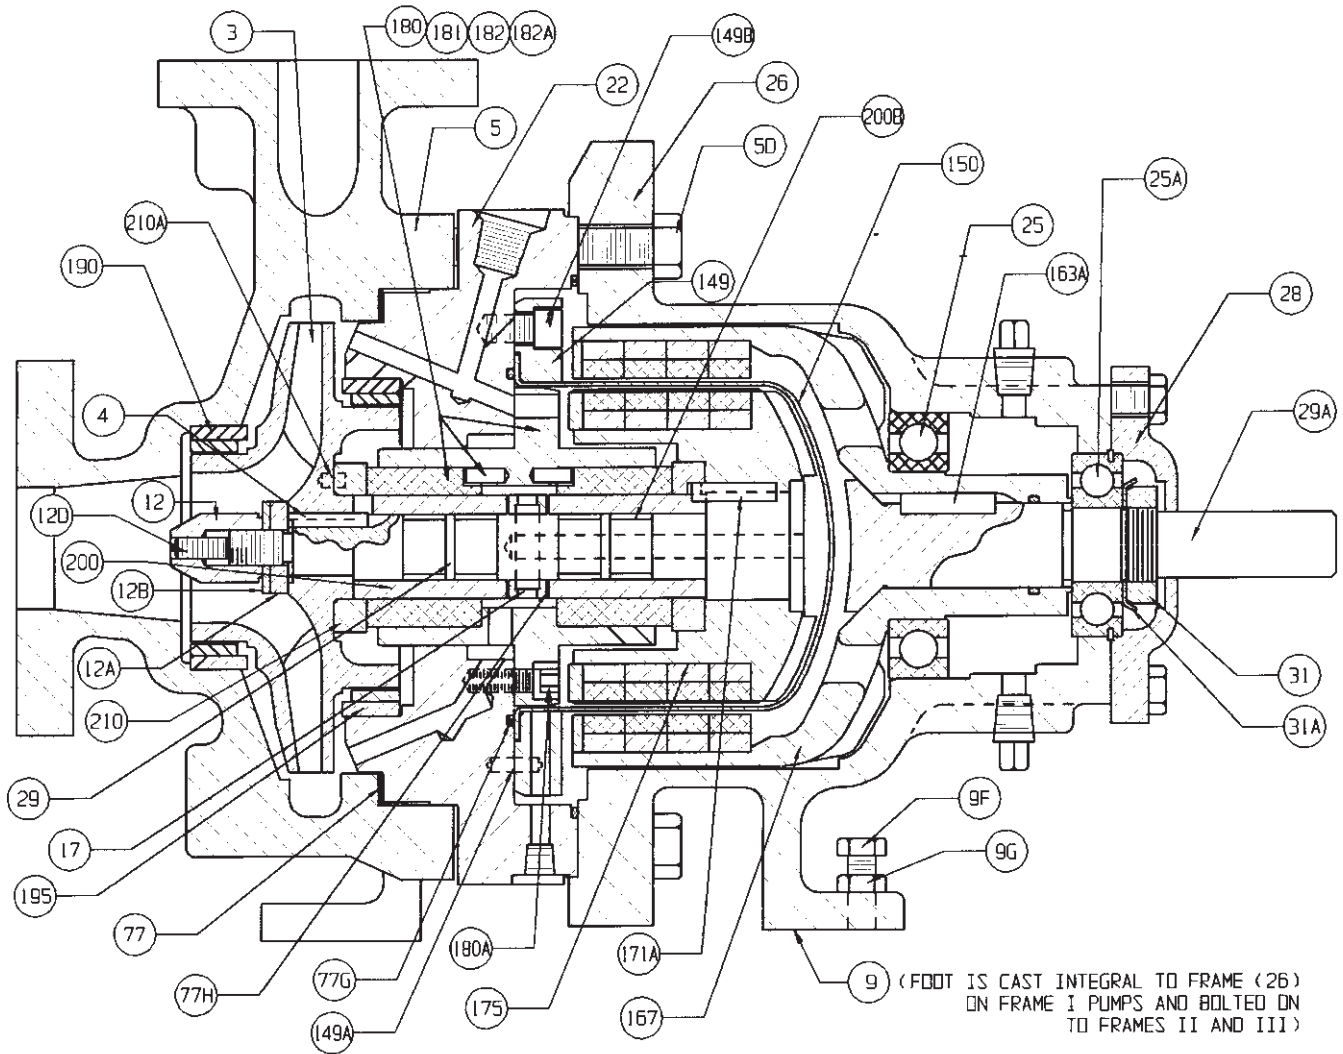 3
180 181 182 182A
149B
22
26
5
200B
5D
150
25A
210A
25
190
149
163A
28
4
29A
12
12D
200
12B
12A
31
210
31A
29
9F
17
9G
195
77
180A
171A
77H
77G
175
167
149A
9 (FOOT IS CAST INTEGRAL TO FRAME (26)
ON FRAME I PUMPS AND BOLTED ON
TO FRAMES II AND III)